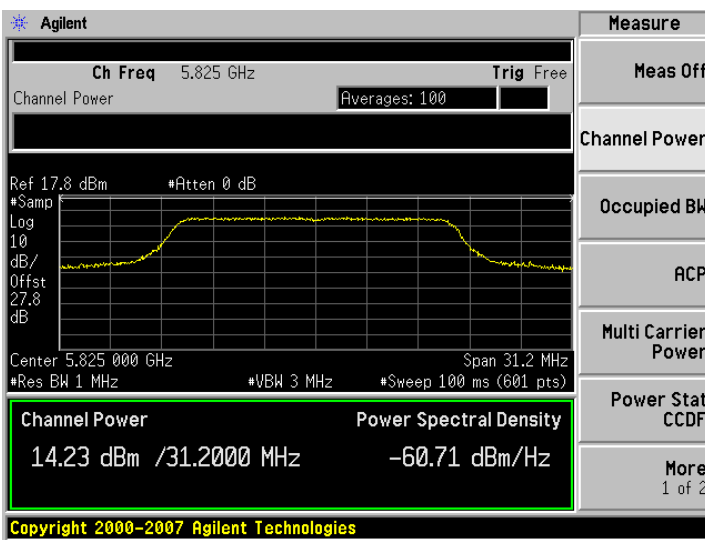 Agilent
Measure
Ch Freq 5.825 GHz Trig Free
Channel Power Averages: 100
Ref 17.8 dBm #Atten 0 dB
#Samp
Log
10
dB/
Offst
27.8
dB
Center 5.825 000 GHz Span 31.2 MHz
#Res BW 1 MHz #VBW 3 MHz #Sweep 100 ms (601 pts)
Channel Power Power Spectral Density
14.23 dBm /31.2000 MHz -60.71 dBm/Hz
Copyright 2000-2007 Agilent Technologies
Meas Off
Channel Power
Occupied BW
ACP
Multi Carrier
Power
Power Stat
CCDF
More
1 of 2